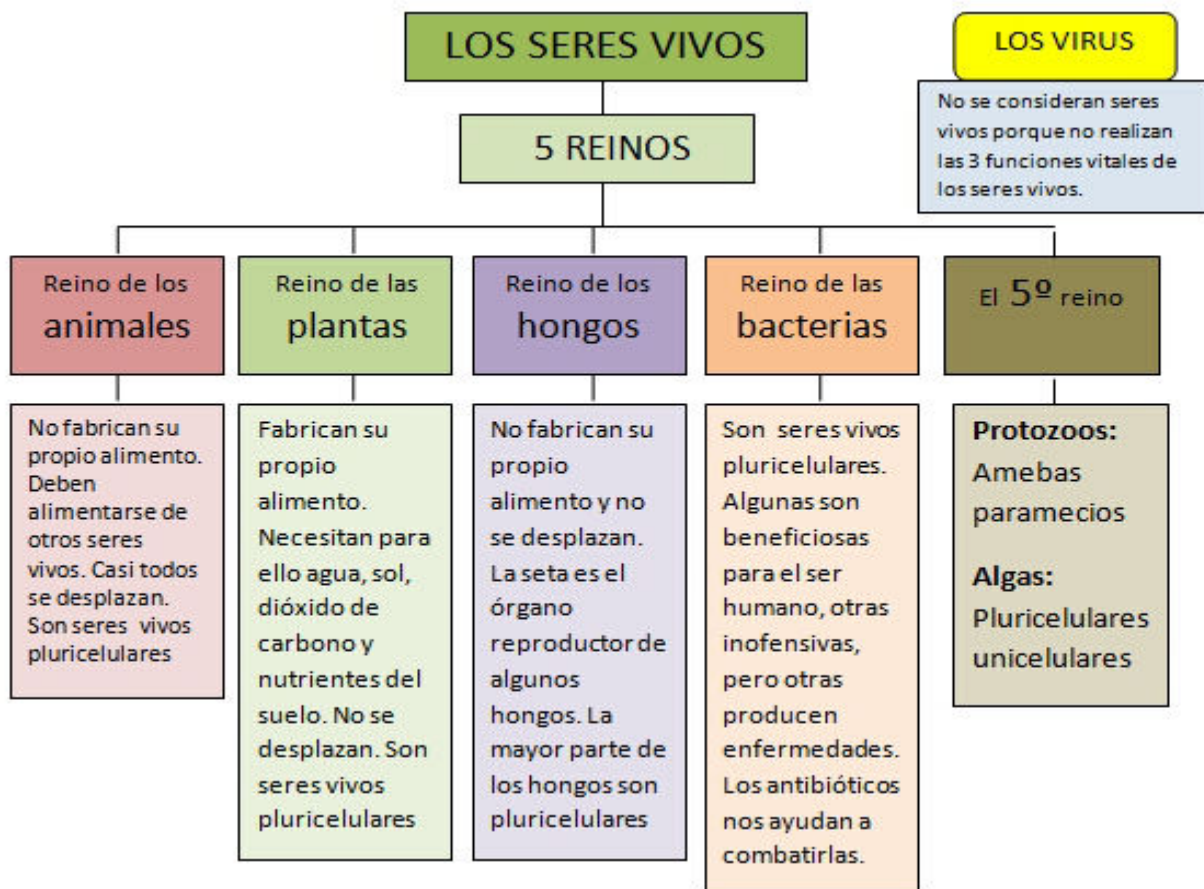 LOS SERES VIVOS
LOS VIRUS
No se consideran seres
vivos porque no realizan
las 3 funciones vitales de
los seres vivos.
5 REINOS
Reino de los
animales
Reino de las
plantas
Reino de los
hongos
Reino de las
bacterias
El 5º reino
No fabrican su
propio alimento.
Deben
alimentarse de
otros seres
vivos. Casi todos
se desplazan.
Son seres vivos
pluricelulares
Fabrican su
propio
alimento.
Necesitan para
ello agua, sol,
dióxido de
carbono y
nutrientes del
suelo. No se
desplazan. Son
seres vivos
pluricelulares
No fabrican su
propio
alimento y no
se desplazan.
La seta es el
órgano
reproductor de
algunos
hongos. La
mayor parte de
los hongos son
pluricelulares
Son seres vivos
pluricelulares.
Algunas son
beneficiosas
para el ser
humano, otras
inofensivas,
pero otras
producen
enfermedades.
Los antibióticos
nos ayudan a
combatirlas.
Protozoos:
Amebas
paramecios
Algas:
Pluricelulares
unicelulares